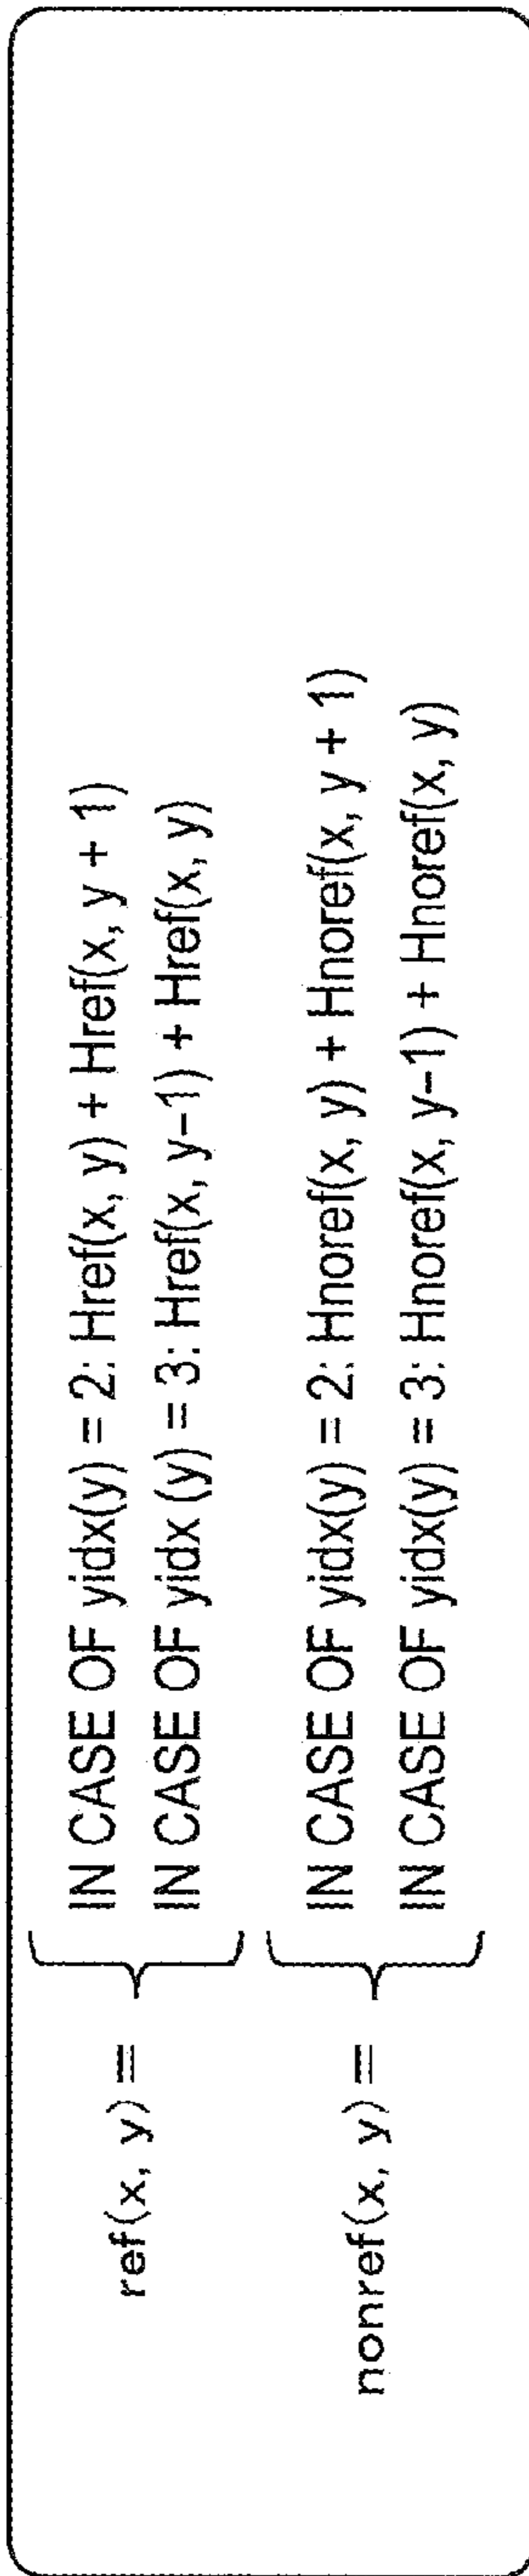 ref(x, y) =
IN CASE OF yidx(y) = 2: Href(x, y) + Href(x, y + 1)
IN CASE OF yidx (y) = 3: Href(x, y-1) + Href(x, y)
nonref(x, y) =
IN CASE OF yidx(y) = 2: Hnoref(x, y) + Hnoref(x, y + 1)
IN CASE OF yidx(y) = 3: Hnoref(x, y-1) + Hnoref(x, y)